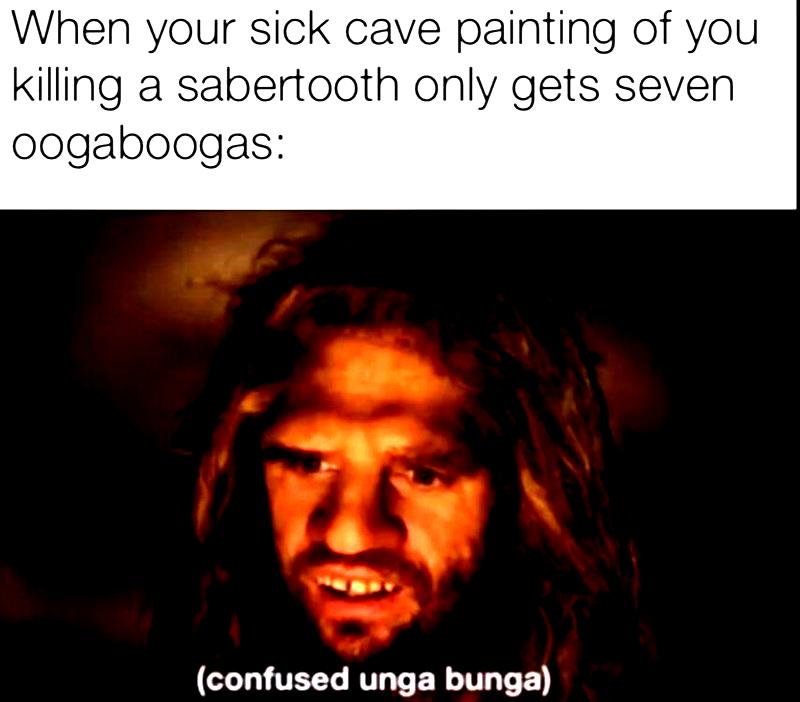 When your sick cave painting of you
killing a sabertooth only gets seven
oogaboogas:
(confused unga bunga)